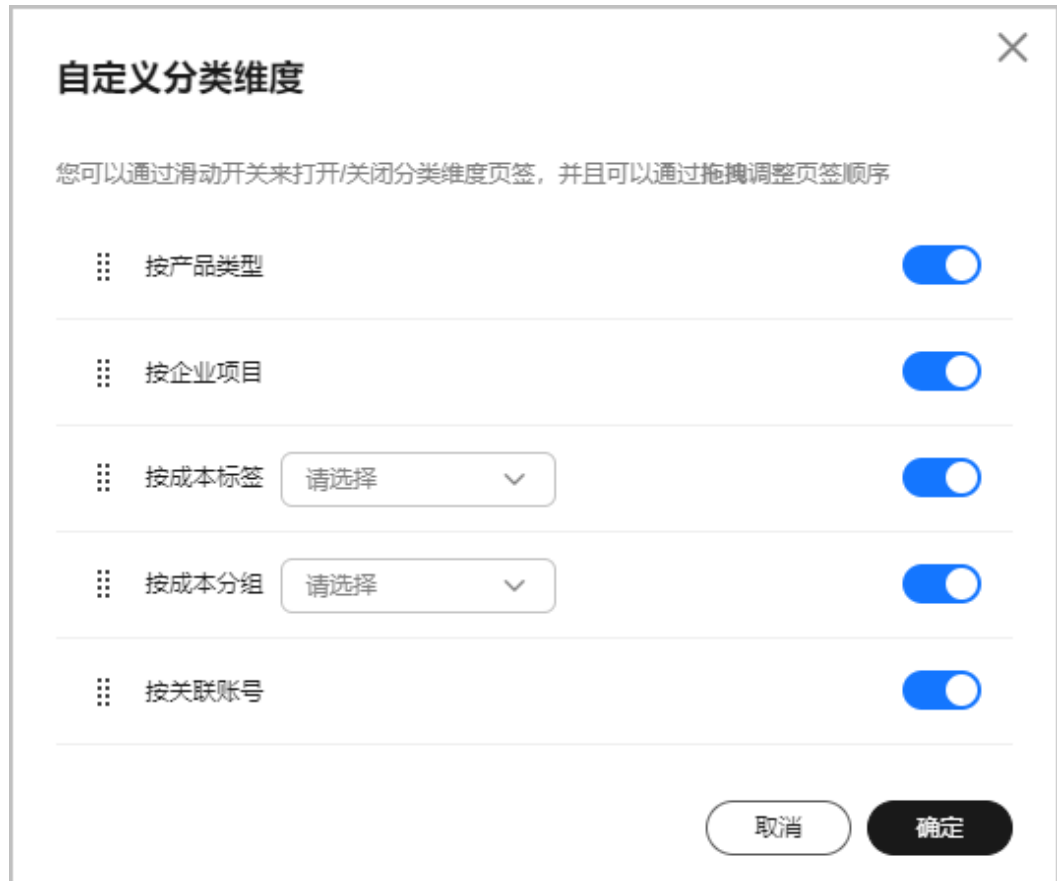 自定义分类维度
您可以通过滑动开关来打开/关闭分类维度页签，并且可以通过拖拽调整页签顺序
按产品类型
按企业项目
按成本标签 请选择
按成本分组 请选择
按关联账号
取消 确定